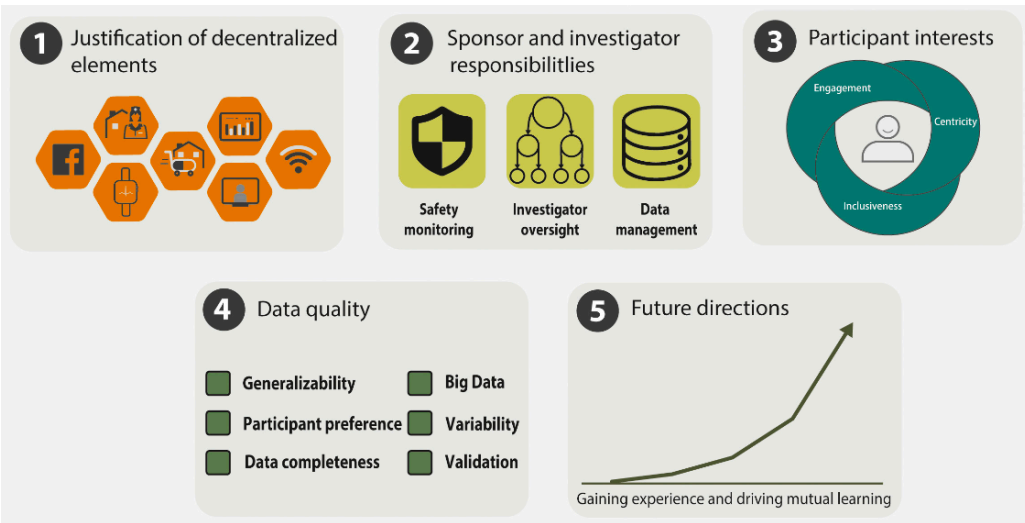 1 Justification of decentralized
elements
2 Sponsor and investigator
responsibilitlies
Safety
monitoring
Investigator
oversight
Data
management
3 Participant interests
Engagement
Centricity
Inclusiveness
4 Data quality
Generalizability
Participant preference
Data completeness
Big Data
Variability
Validation
5 Future directions
Gaining experience and driving mutual learning